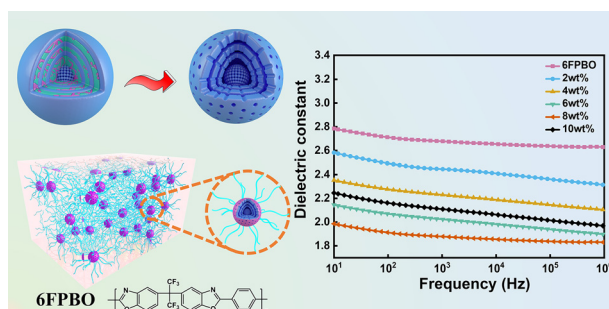 6FPBO
CF₃
CF₃
N
N
O
O
Dielectric constant
3.4
3.2
3.0
2.8
2.6
2.4
2.2
2.0
1.8
6FPBO
2wt%
4wt%
6wt%
8wt%
10wt%
10¹ 10² 10³ 10⁴ 10⁵ 10⁶
Frequency (Hz)